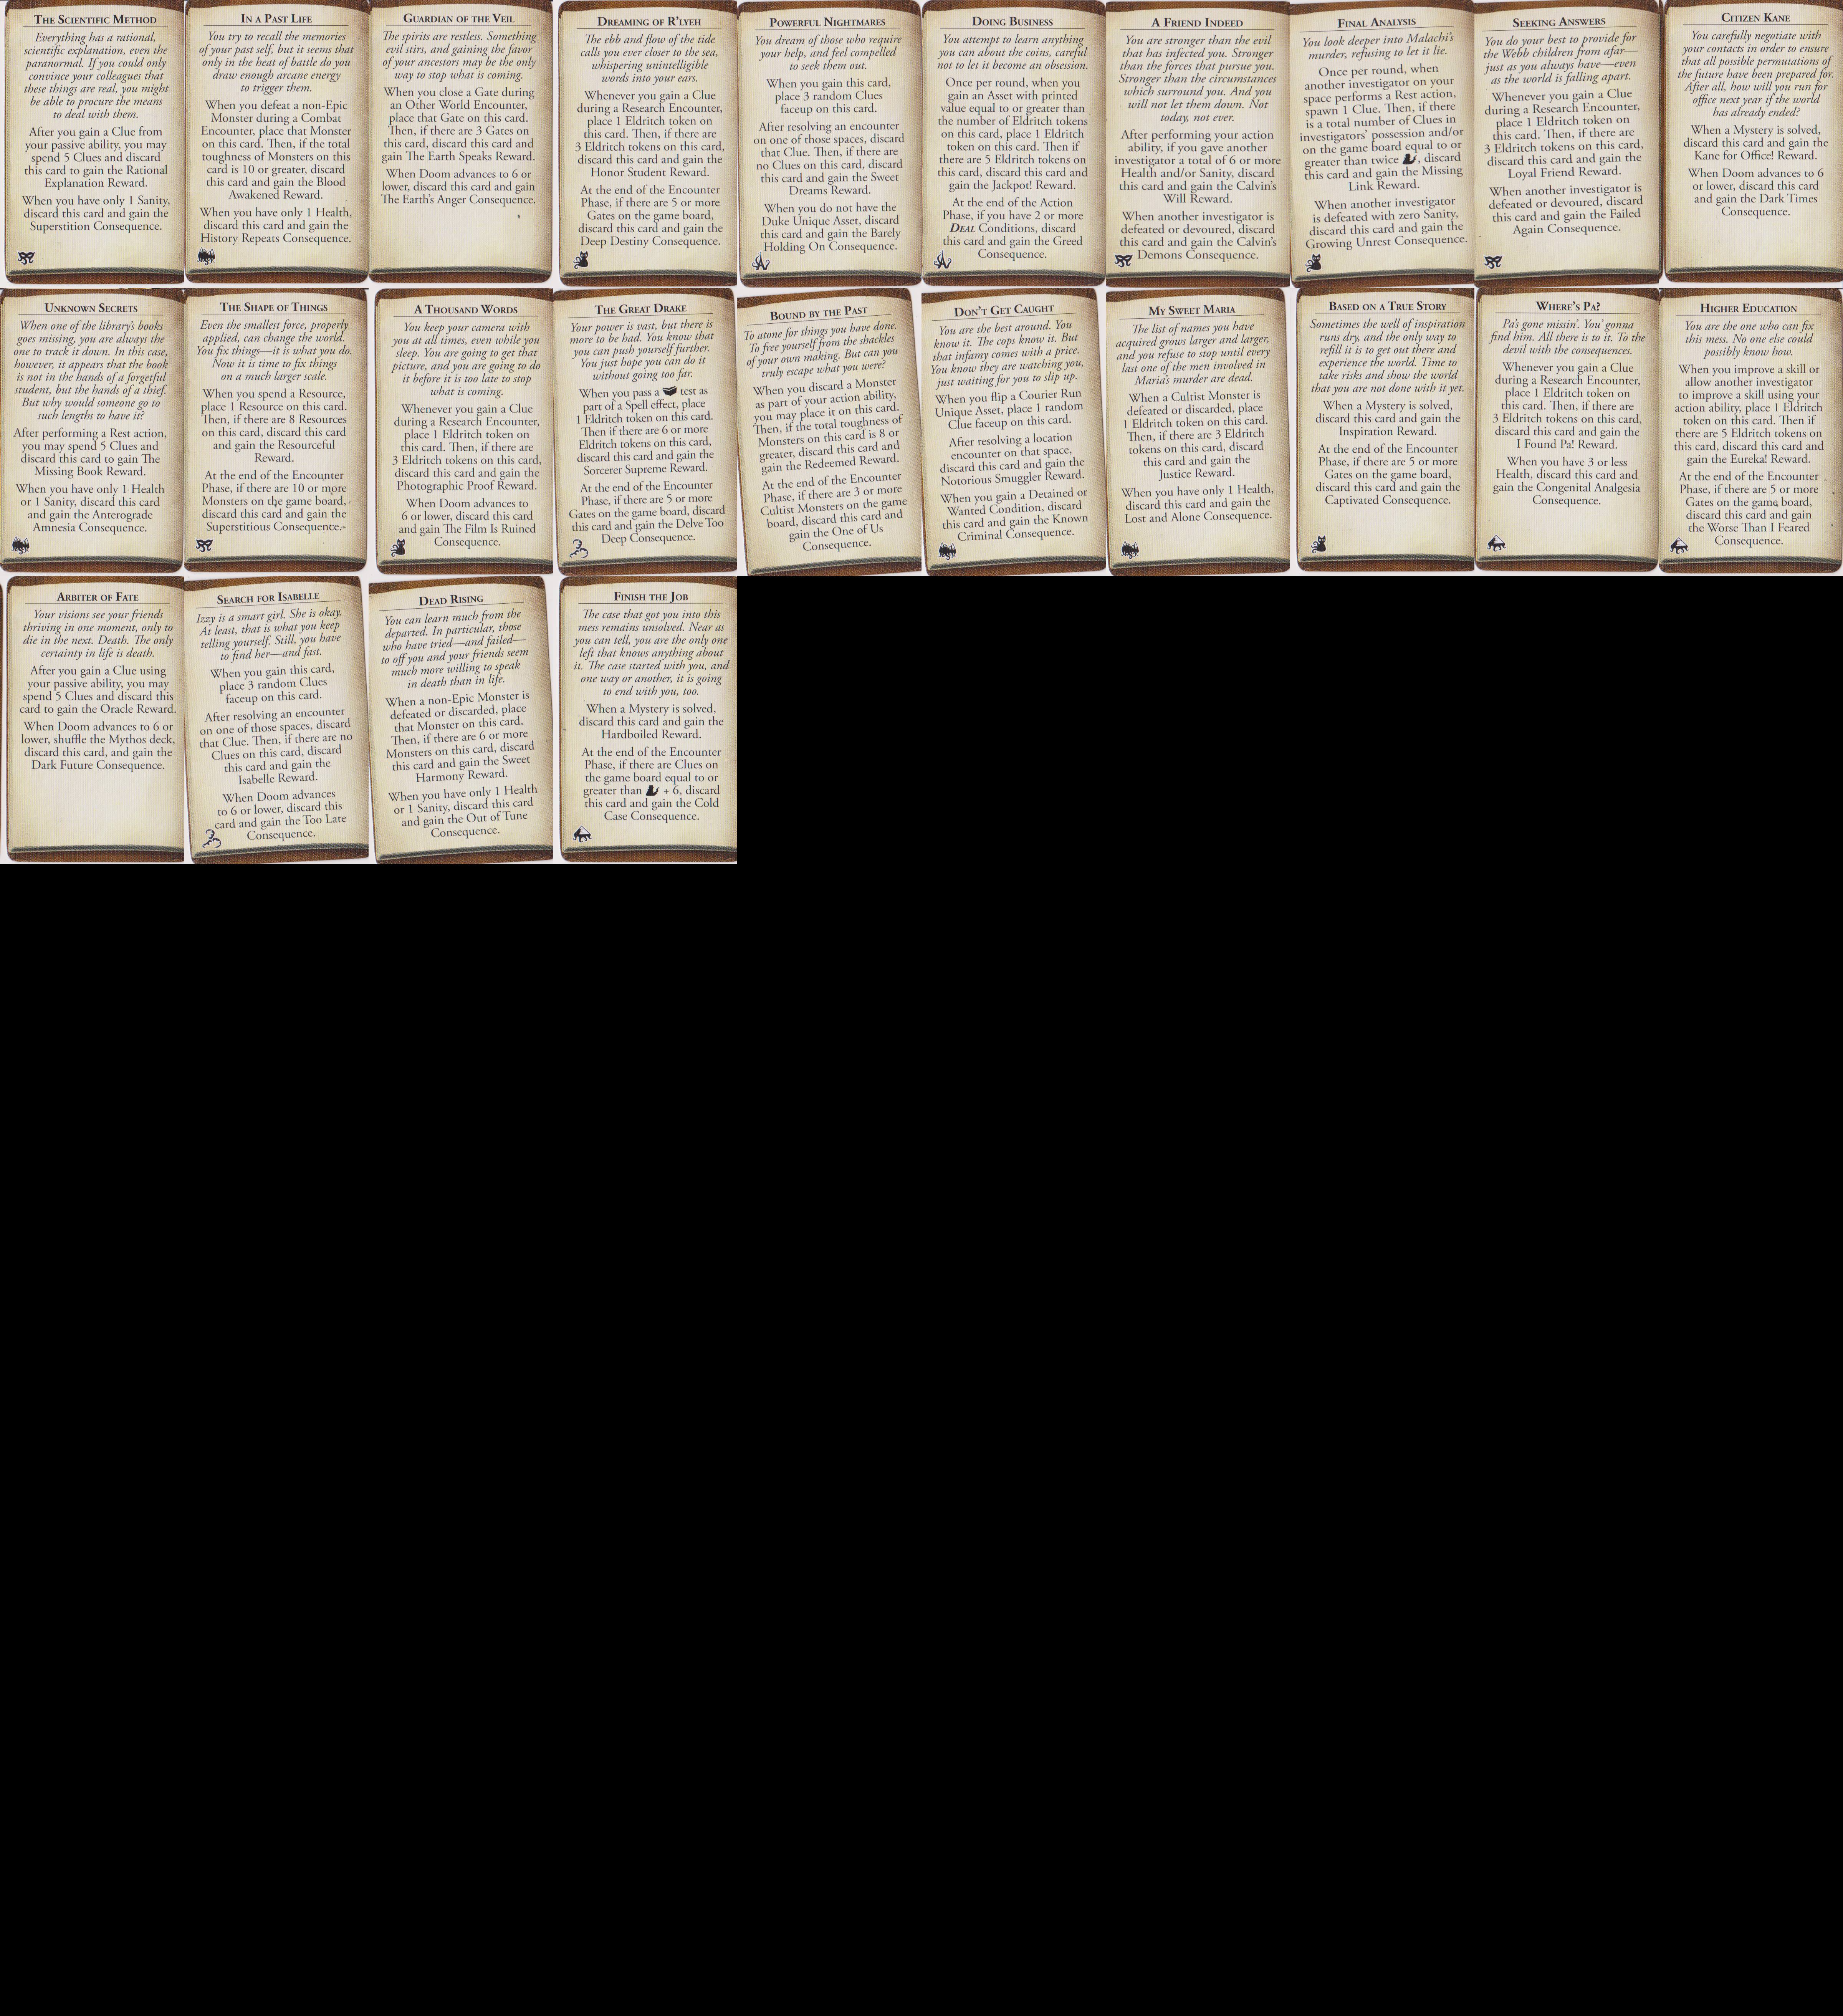 THE SCIENTIFIC METHOD
Everything has a rational,
scientific explanation, even the
paranormal. If you could only
convince your colleagues that
these things are real, you might
be able to procure the means
to deal with them.
After you gain a Clue from
your passive ability, you may
spend 5 Clues and discard
this card to gain the Rational
Explanation Reward.
When you have only 1 Sanity,
discard this card and gain the
Superstition Consequence.
IN A PAST LIFE
You try to recall the memories
of your past self, but it seems that
only in the heat of battle do you
draw enough arcane energy
to trigger them.
When you defeat a non-Epic
Monster during a Combat
Encounter, place that Monster
on this card. Then, if the total
toughness of Monsters on this
card is 10 or greater, discard
this card and gain the Blood
Awakened Reward.
When you have only 1 Health,
discard this card and gain the
History Repeats Consequence.
GUARDIAN OF THE VEIL
The spirits are restless. Something
evil stirs, and gaining the favor
of your ancestors may be the only
way to stop what is coming.
When you close a Gate during
an Other World Encounter,
place that Gate on this card.
Then, if there are 3 Gates on
this card, discard this card and
gain The Earth Speaks Reward.
When Doom advances to 6 or
lower, discard this card and gain
The Earth's Anger Consequence.
DREAMING OF R'LYEH
The ebb and flow of the tide
calls you ever closer to the sea,
whispering unintelligible
words into your ears.
Whenever you gain a Clue
during a Research Encounter,
place 1 Eldritch token on
this card. Then, if there are
3 Eldritch tokens on this card,
discard this card and gain the
Honor Student Reward.
At the end of the Encounter
Phase, if there are 5 or more
Gates on the game board,
discard this card and gain the
Deep Destiny Consequence.
POWERFUL NIGHTMARES
You dream of those who require
your help, and feel compelled
to seek them out.
When you gain this card,
place 3 random Clues
faceup on this card.
After resolving an encounter
on one of those spaces, discard
that Clue. Then, if there are
no Clues on this card, discard
this card and gain the Sweet
Dreams Reward.
When you do not have the
Duke Unique Asset, discard
this card and gain the Barely
Holding On Consequence.
DOING BUSINESS
You attempt to learn anything
you can about the coins, careful
not to let it become an obsession.
Once per round, when you
gain an Asset with printed
value equal to or greater than
the number of Eldritch tokens
on this card, place 1 Eldritch
token on this card. Then if
there are 5 Eldritch tokens on
this card, discard this card and
gain the Jackpot! Reward.
At the end of the Action
Phase, if you have 2 or more
DEAL Conditions, discard
this card and gain the Greed
Consequence.
A FRIEND INDEED
You are stronger than the evil
that has infected you. Stronger
than the forces that pursue you.
Stronger than the circumstances
which surround you. And you
will not let them down. Not
today, not ever.
After performing your action
ability, if you gave another
investigator a total of 6 or more
Health and/or Sanity, discard
this card and gain the Calvin's
Will Reward.
When another investigator is
defeated or devoured, discard
this card and gain the Calvin's
Demons Consequence.
FINAL ANALYSIS
You look deeper into Malachi's
murder, refusing to let it lie.
Once per round, when
another investigator on your
space performs a Rest action,
spawn 1 Clue. Then, if there
is a total number of Clues in
investigators' possession and/or
on the game board equal to or
greater than twice , discard
this card and gain the Missing
Link Reward.
When another investigator
is defeated with zero Sanity,
discard this card and gain the
Growing Unrest Consequence.
SEEKING ANSWERS
You do your best to provide for
the Webb children from afar—
just as you always have—even
as the world is falling apart.
Whenever you gain a Clue
during a Research Encounter,
place 1 Eldritch token on
this card. Then, if there are
3 Eldritch tokens on this card,
discard this card and gain the
Loyal Friend Reward.
When another investigator is
defeated or devoured, discard
this card and gain the Failed
Again Consequence.
CITIZEN KANE
You carefully negotiate with
your contacts in order to ensure
that all possible permutations of
the future have been prepared for.
After all, how will you run for
office next year if the world
has already ended?
When a Mystery is solved,
discard this card and gain the
Kane for Office! Reward.
When Doom advances to 6
or lower, discard this card
and gain the Dark Times
Consequence.
UNKNOWN SECRETS
When one of the library's books
goes missing, you are always the
one to track it down. In this case,
however, it appears that the book
is not in the hands of a forgetful
student, but the hands of a thief.
But why would someone go to
such lengths to have it?
After performing a Rest action,
you may spend 5 Clues and
discard this card to gain The
Missing Book Reward.
When you have only 1 Health
or 1 Sanity, discard this card
and gain the Anterograde
Amnesia Consequence.
THE SHAPE OF THINGS
Even the smallest force, properly
applied, can change the world.
You fix things—it is what you do.
Now it is time to fix things
on a much larger scale.
When you spend a Resource,
place 1 Resource on this card.
Then, if there are 8 Resources
on this card, discard this card
and gain the Resourceful
Reward.
At the end of the Encounter
Phase, if there are 10 or more
Monsters on the game board,
discard this card and gain the
Superstitious Consequence.
A THOUSAND WORDS
You keep your camera with
you at all times, even while you
sleep. You are going to get that
picture, and you are going to do
it before it is too late to stop
what is coming.
Whenever you gain a Clue
during a Research Encounter,
place 1 Eldritch token on
this card. Then, if there are
3 Eldritch tokens on this card,
discard this card and gain the
Photographic Proof Reward.
When Doom advances to
6 or lower, discard this card
and gain The Film Is Ruined
Consequence.
THE GREAT DRAKE
Your power is vast, but there is
more to be had. You know that
you can push yourself further.
You just hope you can do it
without going too far.
When you pass a test as
part of a Spell effect, place
1 Eldritch token on this card.
Then if there are 6 or more
Eldritch tokens on this card,
discard this card and gain the
Sorcerer Supreme Reward.
At the end of the Encounter
Phase, if there are 5 or more
Gates on the game board, discard
this card and gain the Delve Too
Deep Consequence.
BOUND BY THE PAST
To atone for things you have done.
To free yourself from the shackles
of your own making. But can you
truly escape what you were?
When you discard a Monster
as part of your action ability,
you may place it on this card.
Then, if the total toughness of
Monsters on this card is 8 or
greater, discard this card and
gain the Redeemed Reward.
At the end of the Encounter
Phase, if there are 3 or more
Cultist Monsters on the game
board, discard this card and
gain the One of Us
Consequence.
DON'T GET CAUGHT
You are the best around. You
know it. The cops know it. But
that infamy comes with a price.
You know they are watching you,
just waiting for you to slip up.
When you flip a Courier Run
Unique Asset, place 1 random
Clue faceup on this card.
After resolving a location
encounter on that space,
discard this card and gain the
Notorious Smuggler Reward.
When you gain a Detained or
Wanted Condition, discard
this card and gain the Known
Criminal Consequence.
MY SWEET MARIA
The list of names you have
acquired grows larger and larger,
and you refuse to stop until every
last one of the men involved in
Maria's murder are dead.
When a Cultist Monster is
defeated or discarded, place
1 Eldritch token on this card.
Then, if there are 3 Eldritch
tokens on this card, discard
this card and gain the
Justice Reward.
When you have only 1 Health,
discard this card and gain the
Lost and Alone Consequence.
BASED ON A TRUE STORY
Sometimes the well of inspiration
runs dry, and the only way to
refill it is to get out there and
experience the world. Time to
take risks and show the world
that you are not done with it yet.
When a Mystery is solved,
discard this card and gain the
Inspiration Reward.
At the end of the Encounter
Phase, if there are 5 or more
Gates on the game board,
discard this card and gain the
Captivated Consequence.
WHERE'S PA?
Pa's gone missin'. You' gonna
find him. All there is to it. To the
devil with the consequences.
Whenever you gain a Clue
during a Research Encounter,
place 1 Eldritch token on
this card. Then, if there are
3 Eldritch tokens on this card,
discard this card and gain the
I Found Pa! Reward.
When you have 3 or less
Health, discard this card and
gain the Congenital Analgesia
Consequence.
HIGHER EDUCATION
You are the one who can fix
this mess. No one else could
possibly know how.
When you improve a skill or
allow another investigator
to improve a skill using your
action ability, place 1 Eldritch
token on this card. Then if
there are 5 Eldritch tokens on
this card, discard this card and
gain the Eureka! Reward.
At the end of the Encounter
Phase, if there are 5 or more
Gates on the game board,
discard this card and gain
the Worse Than I Feared
Consequence.
ARBITER OF FATE
Your visions see your friends
thriving in one moment, only to
die in the next. Death. The only
certainty in life is death.
After you gain a Clue using
your passive ability, you may
spend 5 Clues and discard this
card to gain the Oracle Reward.
When Doom advances to 6 or
lower, shuffle the Mythos deck,
discard this card, and gain the
Dark Future Consequence.
SEARCH FOR ISABELLE
Izzy is a smart girl. She is okay.
At least, that is what you keep
telling yourself. Still, you have
to find her—and fast.
When you gain this card,
place 3 random Clues
faceup on this card.
After resolving an encounter
on one of those spaces, discard
that Clue. Then, if there are no
Clues on this card, discard
this card and gain the
Isabelle Reward.
When Doom advances
to 6 or lower, discard this
card and gain the Too Late
Consequence.
DEAD RISING
You can learn much from the
departed. In particular, those
who have tried—and failed—
to off you and your friends seem
much more willing to speak
in death than in life.
When a non-Epic Monster is
defeated or discarded, place
that Monster on this card.
Then, if there are 6 or more
Monsters on this card, discard
this card and gain the Sweet
Harmony Reward.
When you have only 1 Health
or 1 Sanity, discard this card
and gain the Out of Tune
Consequence.
FINISH THE JOB
The case that got you into this
mess remains unsolved. Near as
you can tell, you are the only one
left that knows anything about
it. The case started with you, and
one way or another, it is going
to end with you, too.
When a Mystery is solved,
discard this card and gain the
Hardboiled Reward.
At the end of the Encounter
Phase, if there are Clues on
the game board equal to or
greater than + 6, discard
this card and gain the Cold
Case Consequence.